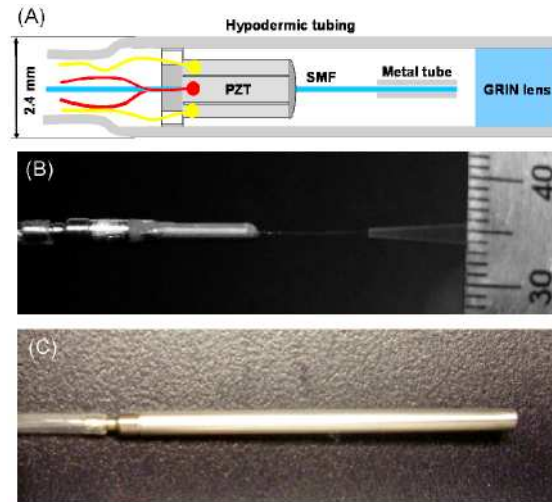 (A)
Hypodermic tubing
2.4 mm
PZT
SMF
Metal tube
GRIN lens
(B)
40
30
(C)